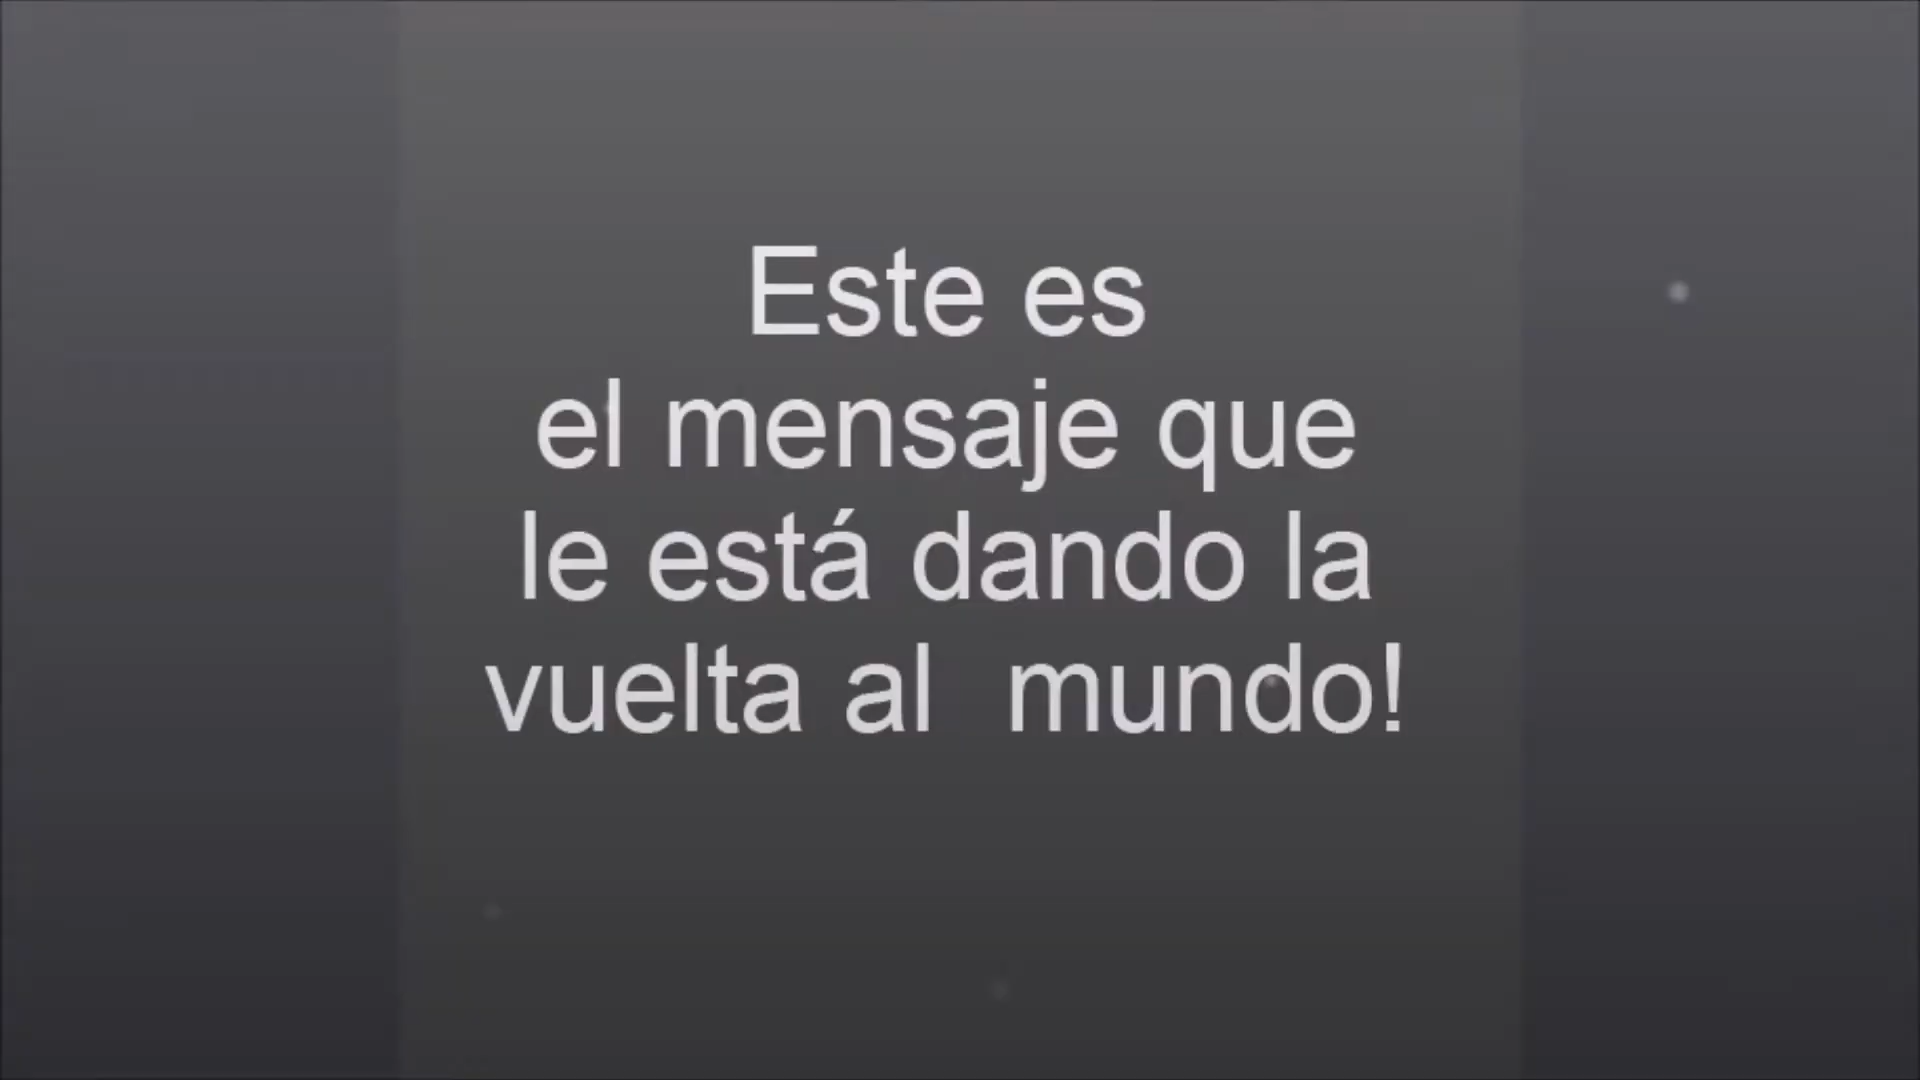 Este es
el mensaje que
le está dando la
vuelta al  mundo!